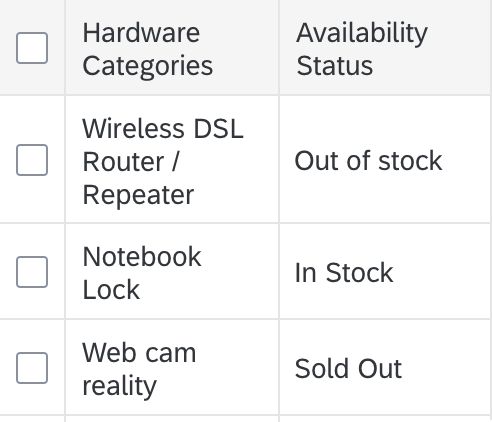 Hardware
Categories
Availability
Status
Wireless DSL
Router /
Repeater
Out of stock
Notebook
Lock
In Stock
Web cam
reality
Sold Out